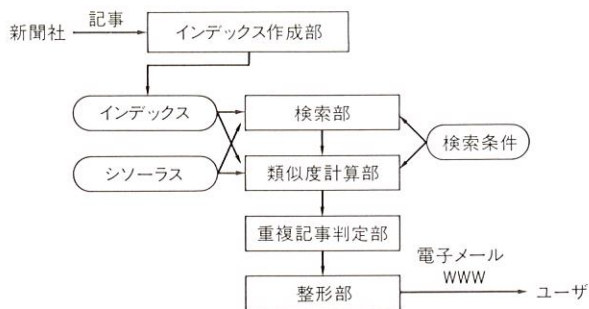 記事
新聞社
インデックス作成部
インデックス
検索部
検索条件
シソーラス
類似度計算部
重複記事判定部
電子メール
WWW
整形部
ユーザ